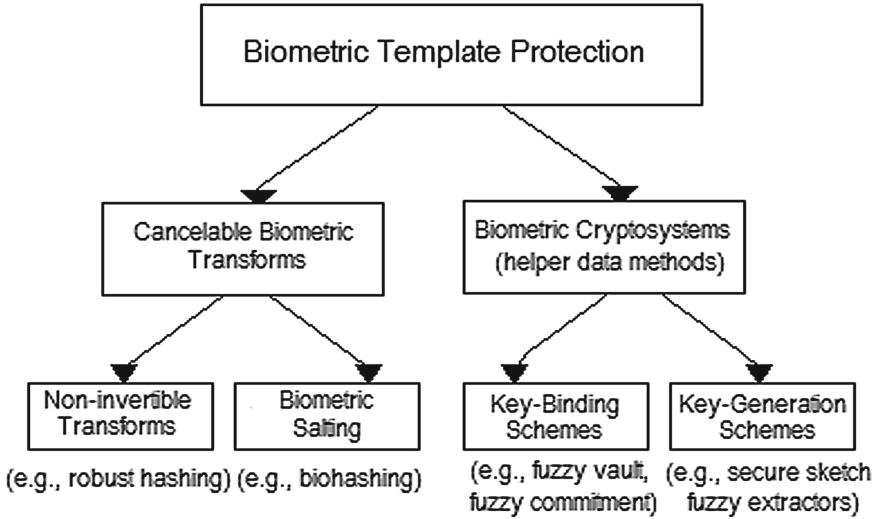 Biometric Template Protection
Cancelable Biometric
Transforms
Biometric Cryptosystems
(helper data methods)
Non-invertible
Transforms
(e.g., robust hashing)
Biometric
Salting
(e.g., biohashing)
Key-Binding
Schemes
(e.g., fuzzy vault,
fuzzy commitment)
Key-Generation
Schemes
(e.g., secure sketch
fuzzy extractors)